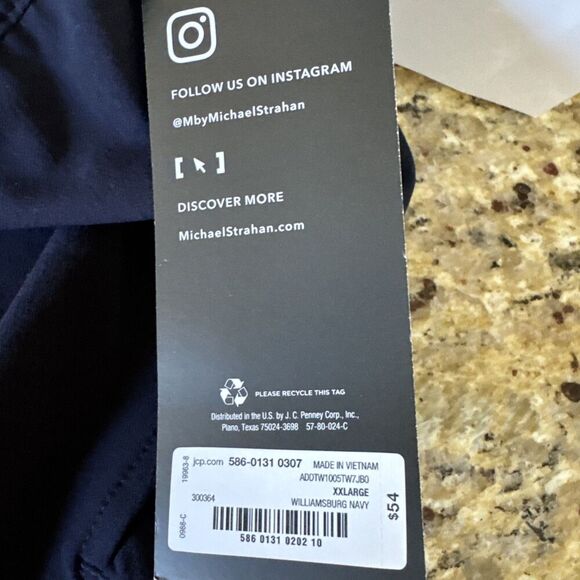 FOLLOW US ON INSTAGRAM
@MbyMichaelStrahan
DISCOVER MORE
MichaelStrahan.com
PLEASE RECYCLE THIS TAG
Distributed in the U.S. by J. C. Penney Corp., Inc.,
Plano, Texas 75024-3698 57-80-024-C
19963-8
jcp.com 586-0131 0307 MADE IN VIETNAM
ADDTW1005TW7JB0
XXLARGE
300364 WILLIAMSBURG NAVY
$54
0986-C
586 0131 0202 10